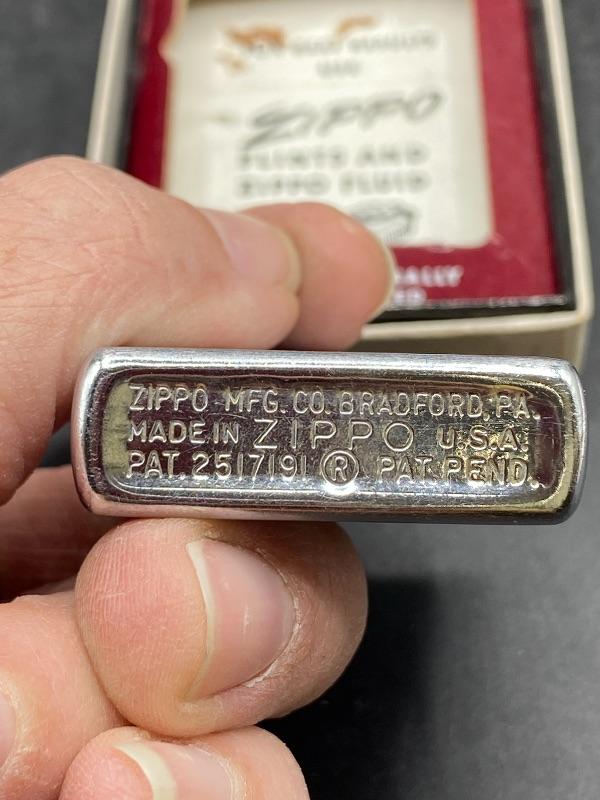 ZIPPO
FLINTS AND
ZIPPO FLUID
ZIPPO MFG. CO. BRADFORD, PA.
MADE IN ZIPPO U.S.A.
PAT. 2517191 ® PAT. PEND.